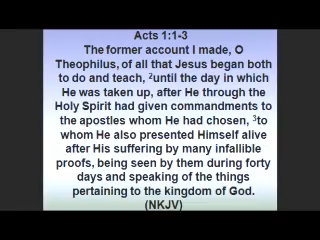 Acts 1:1-3
The former account I made, O
Theophilus, of all that Jesus began both
to do and teach, ²until the day in which
He was taken up, after He through the
Holy Spirit had given commandments to
the apostles whom He had chosen, ³to
whom He also presented Himself alive
after His suffering by many infallible
proofs, being seen by them during forty
days and speaking of the things
pertaining to the kingdom of God.
(NKJV)